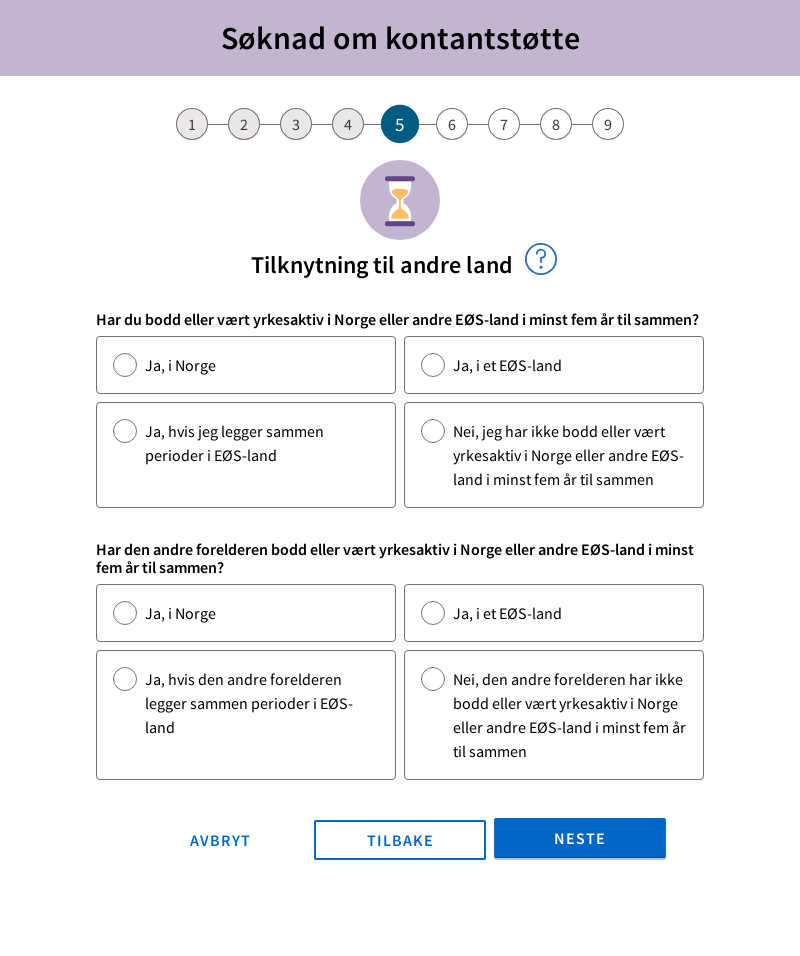 Søknad om kontantstøtte
1 2 3 4 5 6 7 8 9
Tilknytning til andre land ?
Har du bodd eller vært yrkesaktiv i Norge eller andre EØS-land i minst fem år til sammen?
Ja, i Norge
Ja, i et EØS-land
Ja, hvis jeg legger sammen
perioder i EØS-land
Nei, jeg har ikke bodd eller vært
yrkesaktiv i Norge eller andre EØS-
land i minst fem år til sammen
Har den andre forelderen bodd eller vært yrkesaktiv i Norge eller andre EØS-land i minst
fem år til sammen?
Ja, i Norge
Ja, i et EØS-land
Ja, hvis den andre forelderen
legger sammen perioder i EØS-
land
Nei, den andre forelderen har ikke
bodd eller vært yrkesaktiv i Norge
eller andre EØS-land i minst fem år
til sammen
AVBRYT TILBAKE NESTE